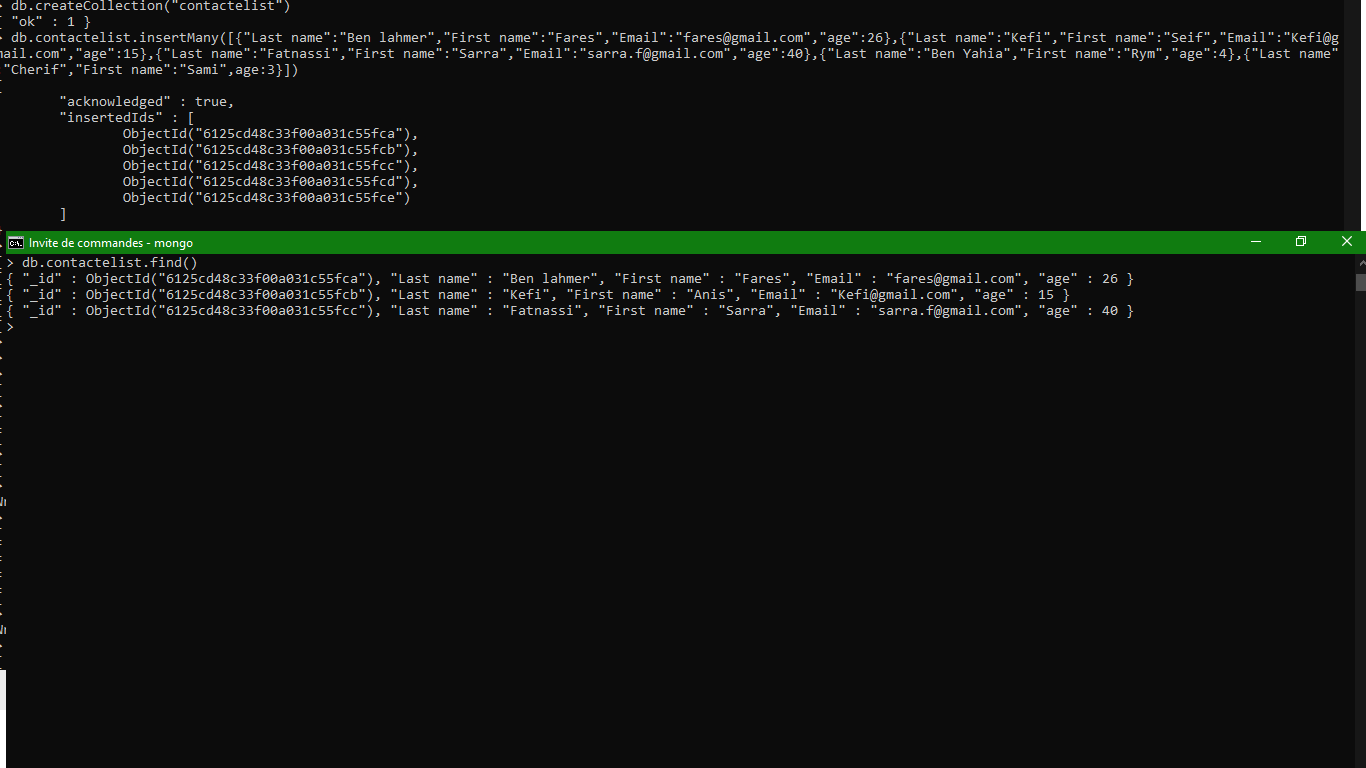 > db.createCollection("contactelist")
{ "ok" : 1 }
> db.contactelist.insertMany([{"Last name":"Ben lahmer","First name":"Fares","Email":"fares@gmail.com","age":26},{"Last name":"Kefi","First name":"Seif","Email":"Kefi@g
mail.com","age":15},{"Last name":"Fatnassi","First name":"Sarra","Email":"sarra.f@gmail.com","age":40},{"Last name":"Ben Yahia","First name":"Rym","age":4},{"Last name"
:"Cherif","First name":"Sami",age:3}])
{
"acknowledged" : true,
"insertedIds" : [
ObjectId("6125cd48c33f00a031c55fca"),
ObjectId("6125cd48c33f00a031c55fcb"),
ObjectId("6125cd48c33f00a031c55fcc"),
ObjectId("6125cd48c33f00a031c55fcd"),
ObjectId("6125cd48c33f00a031c55fce")
]
Invite de commandes - mongo
> db.contactelist.find()
{ "_id" : ObjectId("6125cd48c33f00a031c55fca"), "Last name" : "Ben lahmer", "First name" : "Fares", "Email" : "fares@gmail.com", "age" : 26 }
{ "_id" : ObjectId("6125cd48c33f00a031c55fcb"), "Last name" : "Kefi", "First name" : "Anis", "Email" : "Kefi@gmail.com", "age" : 15 }
{ "_id" : ObjectId("6125cd48c33f00a031c55fcc"), "Last name" : "Fatnassi", "First name" : "Sarra", "Email" : "sarra.f@gmail.com", "age" : 40 }
>